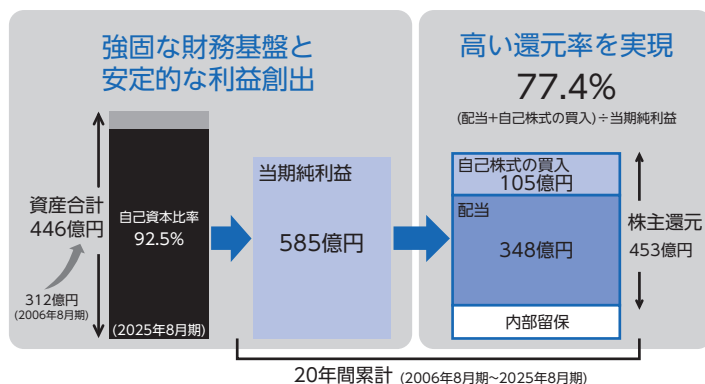 強固な財務基盤と
安定的な利益創出
資産合計
446億円
312億円
(2006年8月期)
自己資本比率
92.5%
(2025年8月期)
当期純利益
585億円
高い還元率を実現
77.4%
(配当+自己株式の買入)÷当期純利益
自己株式の買入
105億円
配当
348億円
内部留保
株主還元
453億円
20年間累計 (2006年8月期~2025年8月期)